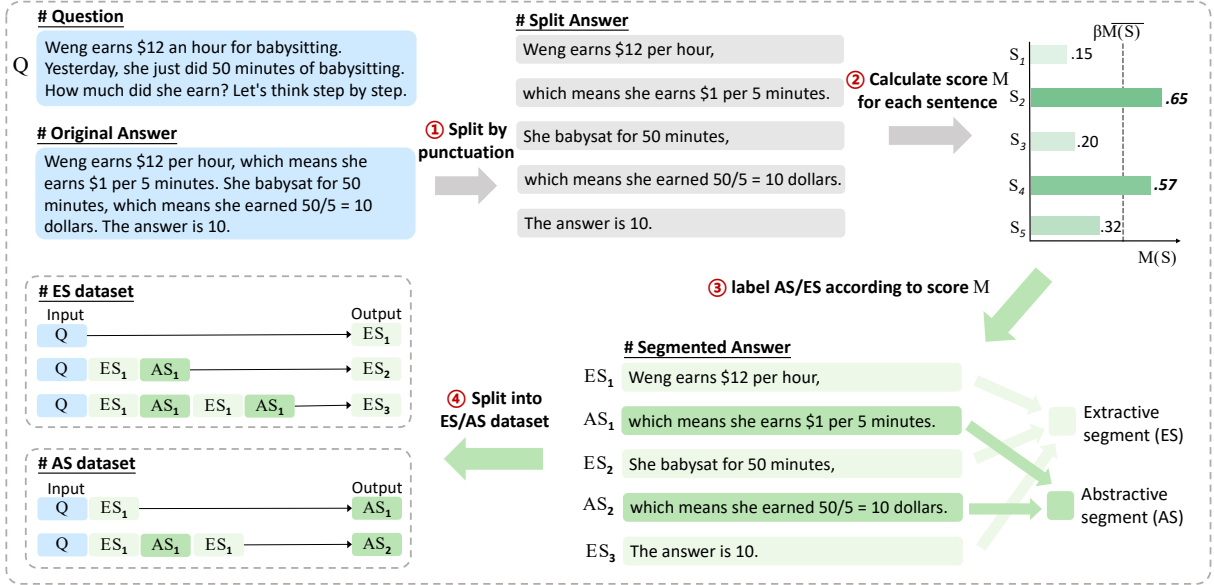 # Question
Q
Weng earns $12 an hour for babysitting.
Yesterday, she just did 50 minutes of babysitting.
How much did she earn? Let's think step by step.
# Original Answer
Weng earns $12 per hour, which means she
earns $1 per 5 minutes. She babysat for 50
minutes, which means she earned 50/5 = 10
dollars. The answer is 10.
① Split by
punctuation
# Split Answer
Weng earns $12 per hour,
which means she earns $1 per 5 minutes.
She babysat for 50 minutes,
which means she earned 50/5 = 10 dollars.
The answer is 10.
② Calculate score M
for each sentence
βM(S)
S1 .15
S2 .65
S3 .20
S4 .57
S5 .32
M(S)
③ label AS/ES according to score M
# Segmented Answer
ES1 Weng earns $12 per hour,
AS1 which means she earns $1 per 5 minutes.
ES2 She babysat for 50 minutes,
AS2 which means she earned 50/5 = 10 dollars.
ES3 The answer is 10.
Extractive
segment (ES)
Abstractive
segment (AS)
④ Split into
ES/AS dataset
# ES dataset
Input Output
Q ES1
Q ES1 AS1 ES2
Q ES1 AS1 ES1 AS1 ES3
# AS dataset
Input Output
Q ES1 AS1
Q ES1 AS1 ES1 AS2